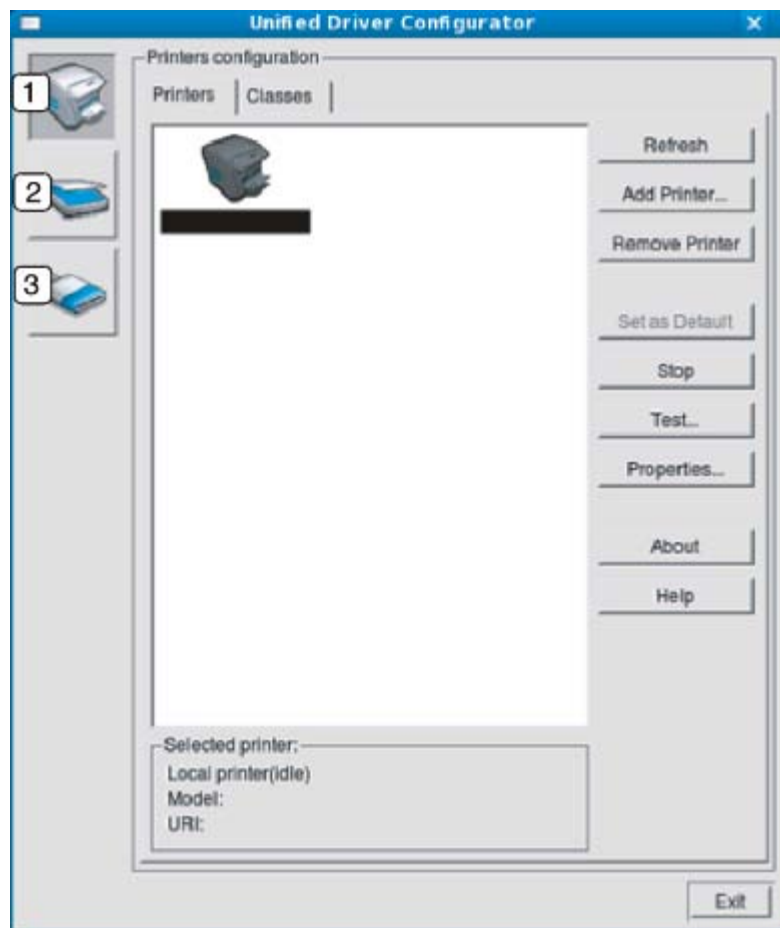 Unified Driver Configurator
Printers configuration
1
Printers
Classes
2
3
Refresh
Add Printer...
Remove Printer
Set as Default
Stop
Test...
Properties...
About
Help
Selected printer:
Local printer(idle)
Model:
URI:
Exit